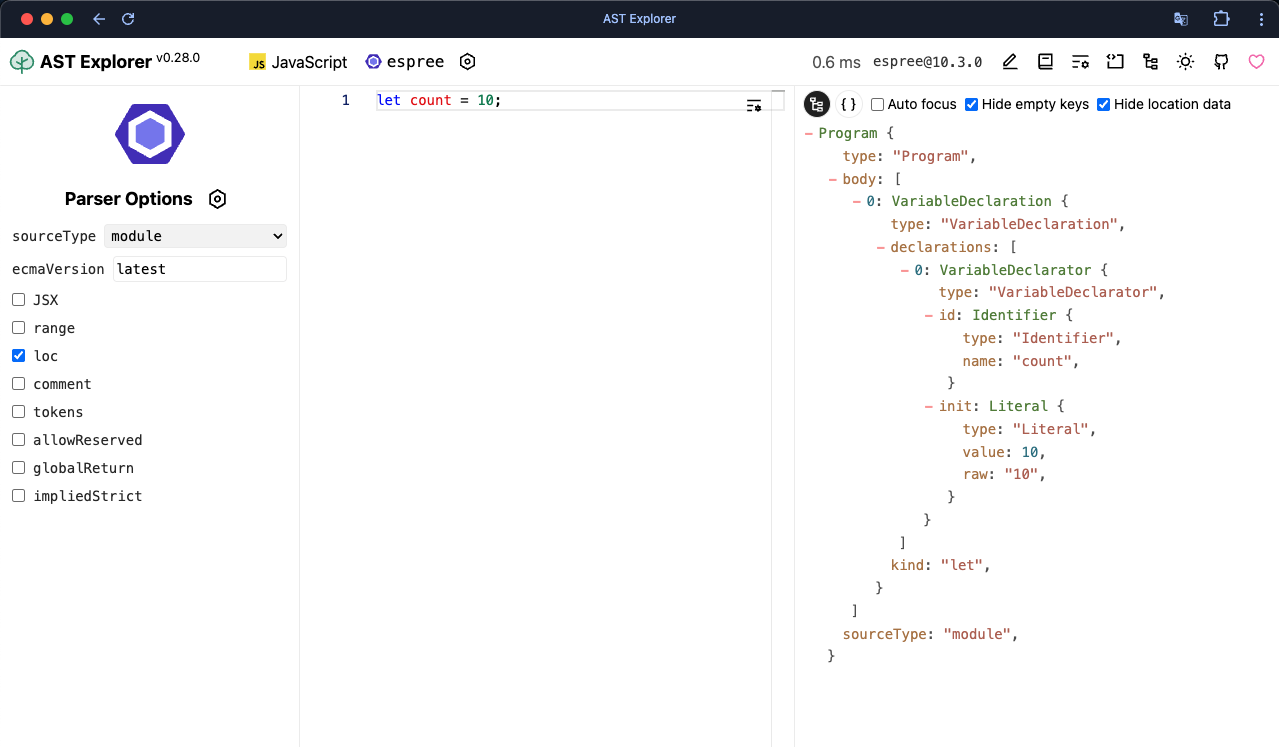 AST Explorer
AST Explorer v0.28.0
JS JavaScript espree
0.6 ms espree@10.3.0
Parser Options
sourceType module
ecmaVersion latest
JSX
range
loc
comment
tokens
allowReserved
globalReturn
impliedStrict
1 let count = 10;
{ } Auto focus Hide empty keys Hide location data
– Program {
type: "Program",
– body: [
– 0: VariableDeclaration {
type: "VariableDeclaration",
– declarations: [
– 0: VariableDeclarator {
type: "VariableDeclarator",
– id: Identifier {
type: "Identifier",
name: "count",
}
– init: Literal {
type: "Literal",
value: 10,
raw: "10",
}
}
]
kind: "let",
}
]
sourceType: "module",
}